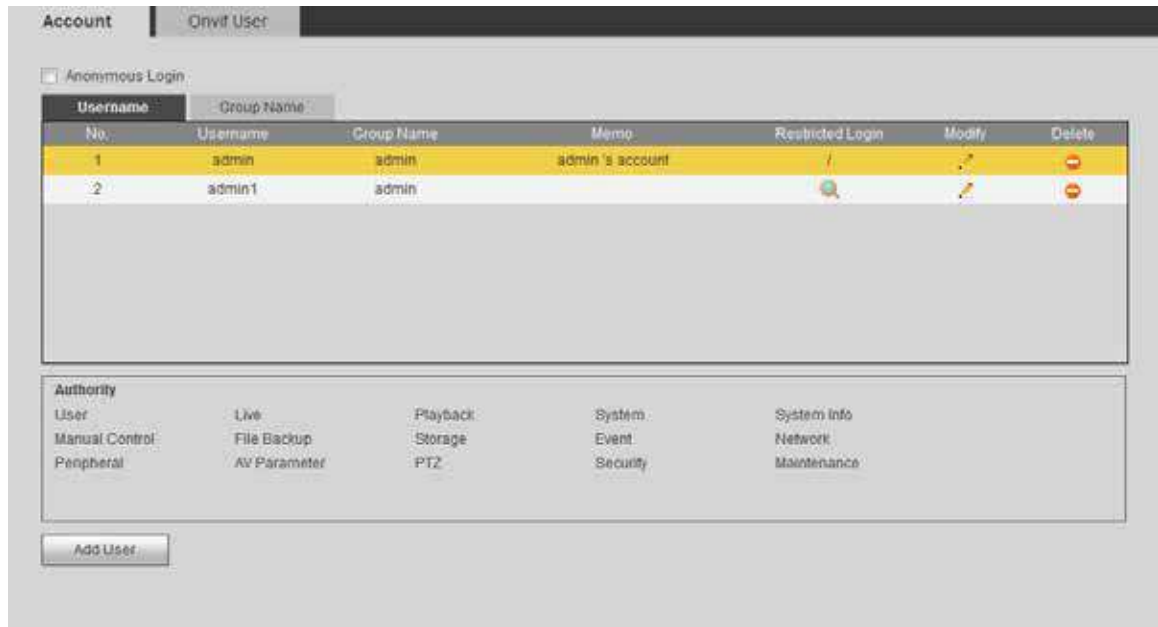 Account Onvif User
Anonymous Login
Username Group Name
No. Username Group Name Memo Restricted Login Modify Delete
1 admin admin admin 's account /
2 admin1 admin
Authority
User Live Playback System System Info
Manual Control File Backup Storage Event Network
Peripheral AV Parameter PTZ Security Maintenance
Add User